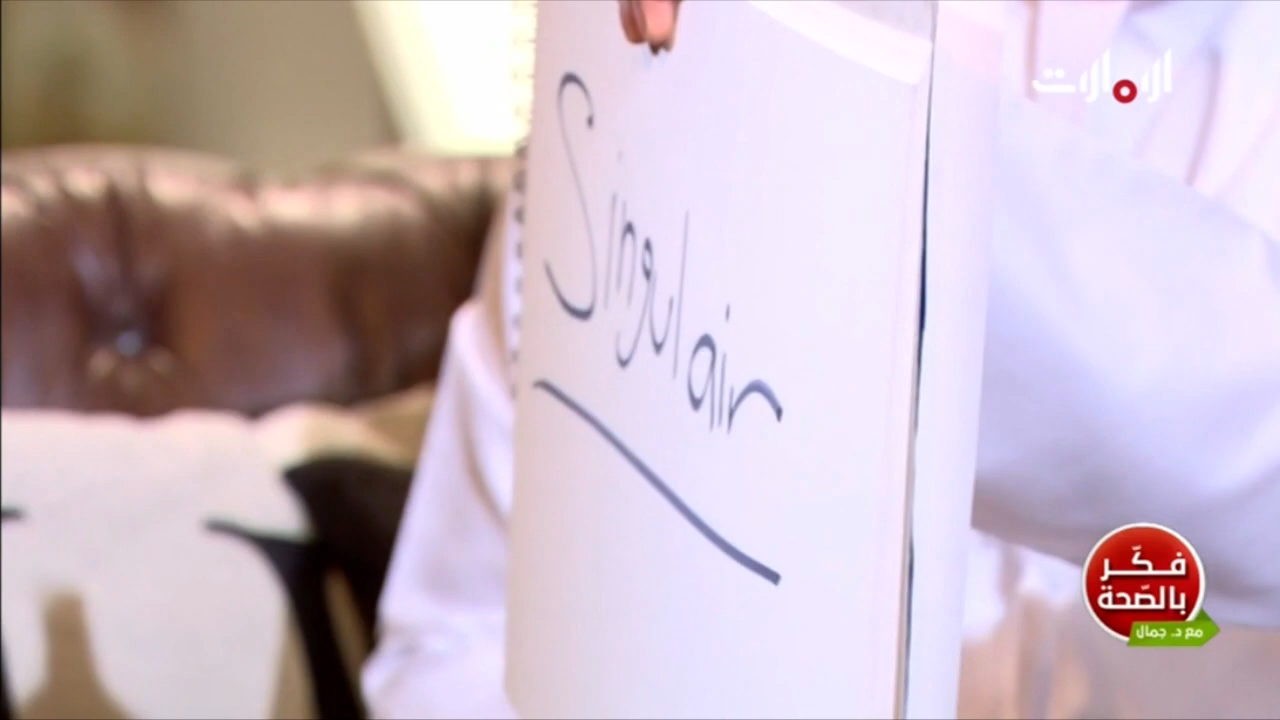 الإمارات
Singulair
فكّر
بالصّحة
مع د. جمال